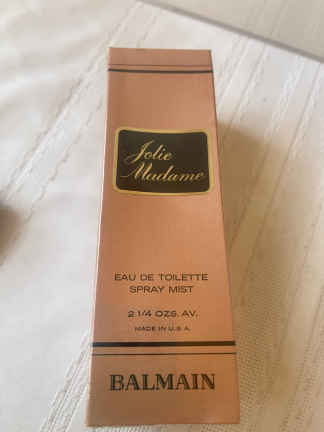 Jolie
Madame
EAU DE TOILETTE
SPRAY MIST
2 1/4 OZS. AV.
MADE IN U.S.A.
BALMAIN